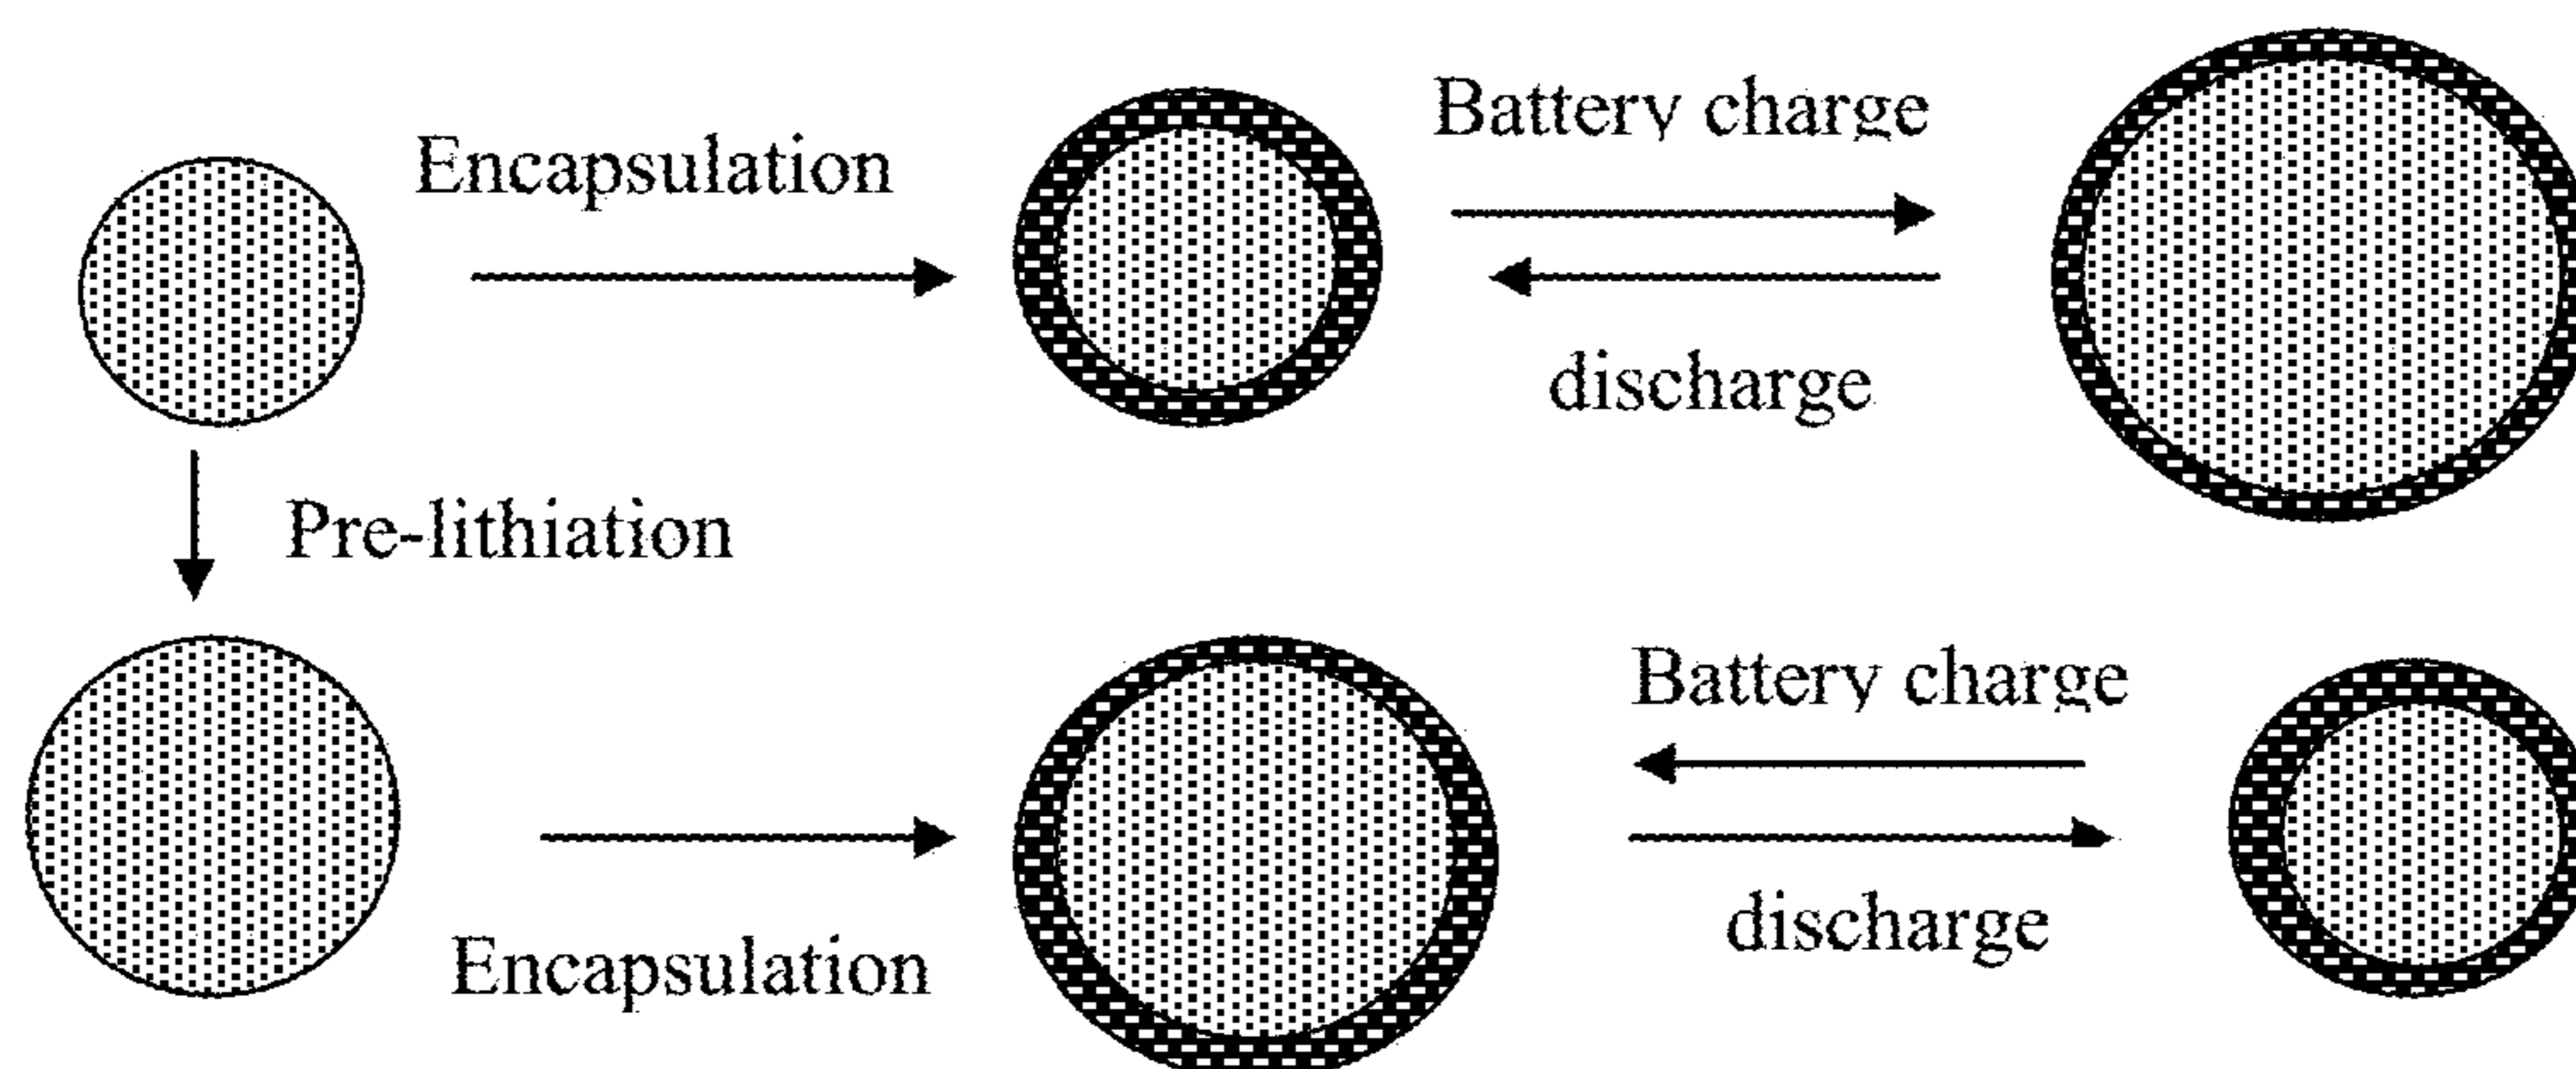 Encapsulation
Battery charge
discharge
Pre-lithiation
Battery charge
Encapsulation
discharge